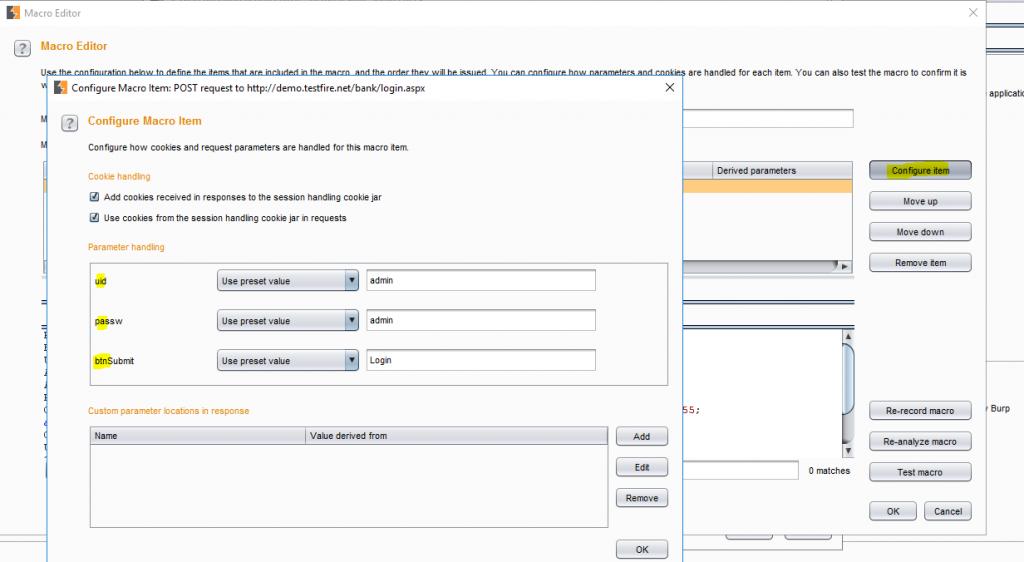 Macro Editor
Macro Editor
Use the configuration below to define the items that are included in the macro, and the order they will be issued. You can configure how parameters and cookies are handled for each item. You can also test the macro to confirm it is
Configure Macro Item: POST request to http://demo.testfire.net/bank/login.aspx
applicatio
Configure Macro Item
Configure how cookies and request parameters are handled for this macro item.
Derived parameters
Configure item
Cookie handling
Add cookies received in responses to the session handling cookie jar
Move up
Use cookies from the session handling cookie jar in requests
Move down
Parameter handling
Remove item
uid Use preset value admin
passw Use preset value admin
btnSubmit Use preset value Login
55;
Custom parameter locations in response
y Burp
Re-record macro
Name Value derived from Add
Re-analyze macro
Edit
0 matches
Test macro
Remove
OK Cancel
OK